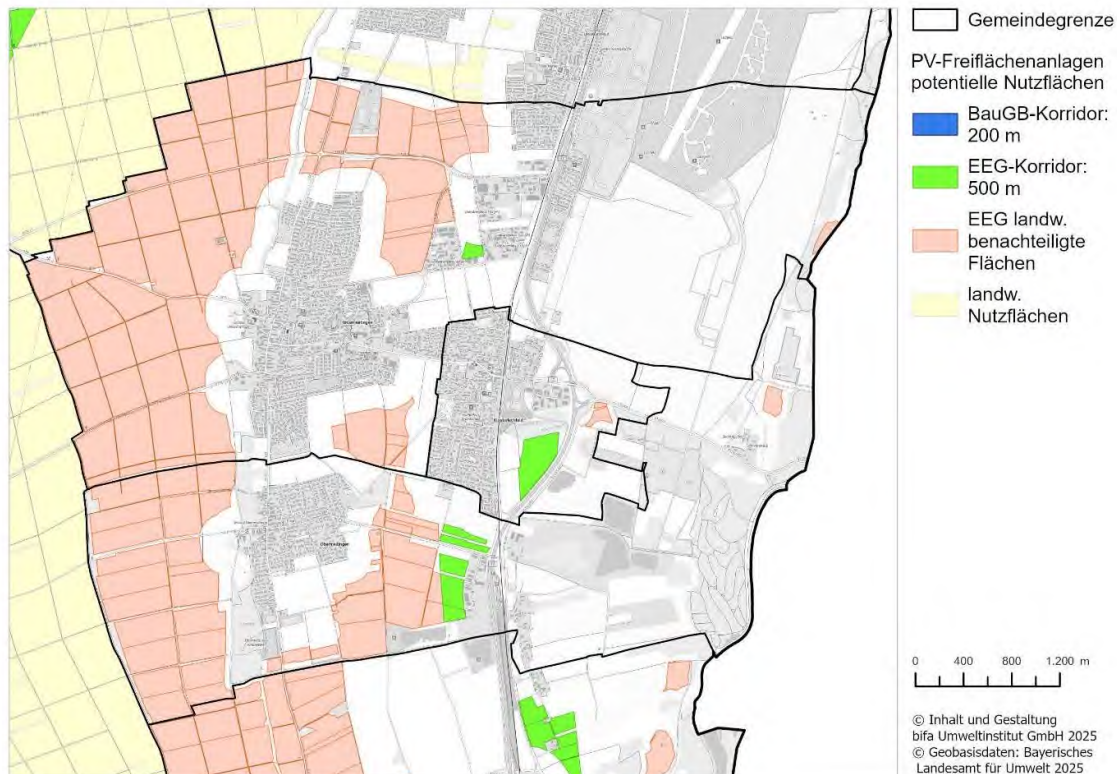 Gemeindegrenze
PV-Freiflächenanlagen
potentielle Nutzflächen
BauGB-Korridor:
200 m
EEG-Korridor:
500 m
EEG landw.
benachteiligte
Flächen
landw.
Nutzflächen
0 400 800 1.200 m
© Inhalt und Gestaltung
bifa Umweltinstitut GmbH 2025
© Geobasisdaten: Bayerisches
Landesamt für Umwelt 2025